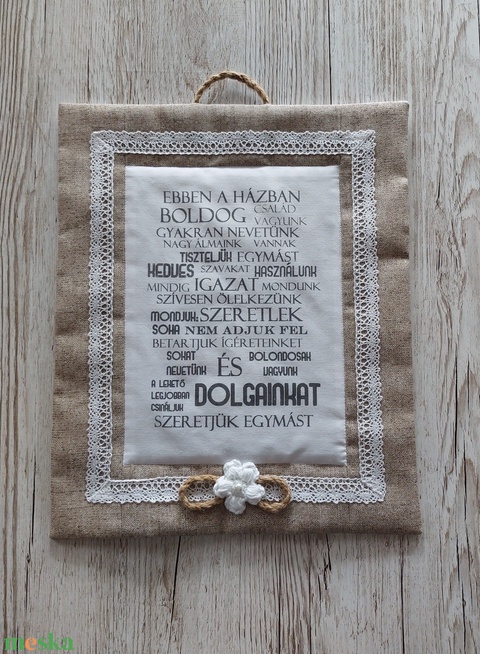 EBBEN A HÁZBAN
BOLDOG CSALÁD VAGYUNK
GYAKRAN NEVETÜNK
NAGY ÁLMAINK VANNAK
TISZTELJÜK EGYMÁST
KEDVES SZAVAKAT HASZNÁLUNK
MINDIG IGAZAT MONDUNK
SZÍVESEN ÖLELKEZÜNK
MONDJUK: SZERETLEK
SOHA NEM ADJUK FEL
BETARTJUK ÍGÉRETEINKET
SOKAT NEVETÜNK ÉS BOLONDOSAK VAGYUNK
A LEHETŐ LEGJOBBAN CSINÁLJUK DOLGAINKAT
SZERETJÜK EGYMÁST
meska